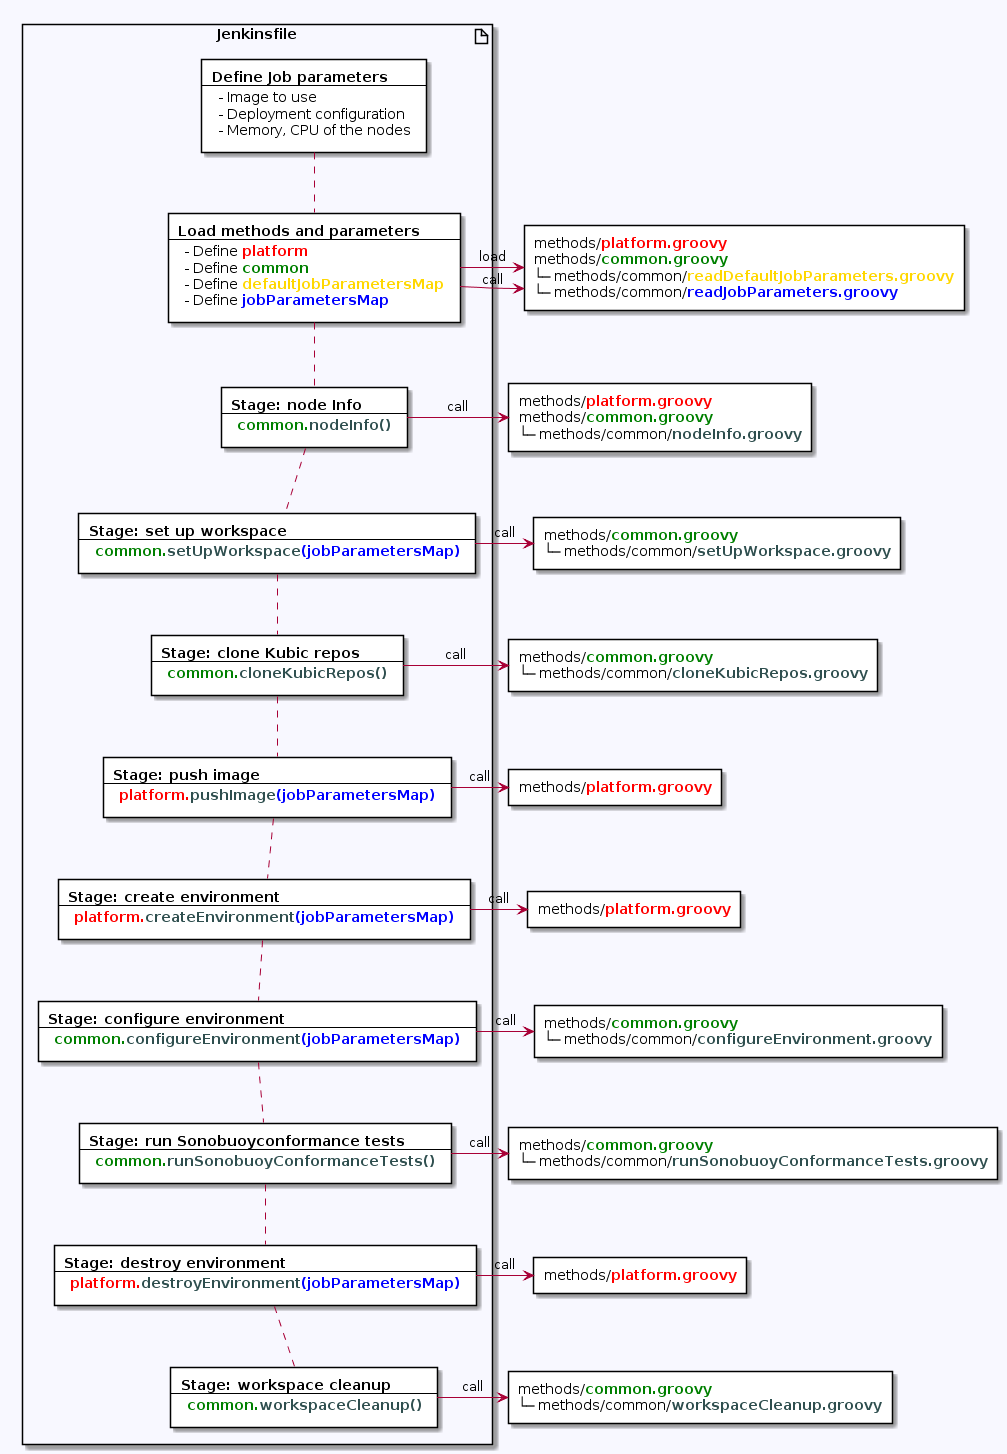 Jenkinsfile
Define Job parameters
- Image to use
- Deployment configuration
- Memory, CPU of the nodes
Load methods and parameters
- Define platform
- Define common
- Define defaultJobParametersMap
- Define jobParametersMap
load
call
methods/platform.groovy
methods/common.groovy
└─ methods/common/readDefaultJobParameters.groovy
└─ methods/common/readJobParameters.groovy
Stage: node Info
common.nodeInfo()
call
methods/platform.groovy
methods/common.groovy
└─ methods/common/nodeInfo.groovy
Stage: set up workspace
common.setUpWorkspace(jobParametersMap)
call
methods/common.groovy
└─ methods/common/setUpWorkspace.groovy
Stage: clone Kubic repos
common.cloneKubicRepos()
call
methods/common.groovy
└─ methods/common/cloneKubicRepos.groovy
Stage: push image
platform.pushImage(jobParametersMap)
call
methods/platform.groovy
Stage: create environment
platform.createEnvironment(jobParametersMap)
call
methods/platform.groovy
Stage: configure environment
common.configureEnvironment(jobParametersMap)
call
methods/common.groovy
└─ methods/common/configureEnvironment.groovy
Stage: run Sonobuoyconformance tests
common.runSonobuoyConformanceTests()
call
methods/common.groovy
└─ methods/common/runSonobuoyConformanceTests.groovy
Stage: destroy environment
platform.destroyEnvironment(jobParametersMap)
call
methods/platform.groovy
Stage: workspace cleanup
common.workspaceCleanup()
call
methods/common.groovy
└─ methods/common/workspaceCleanup.groovy